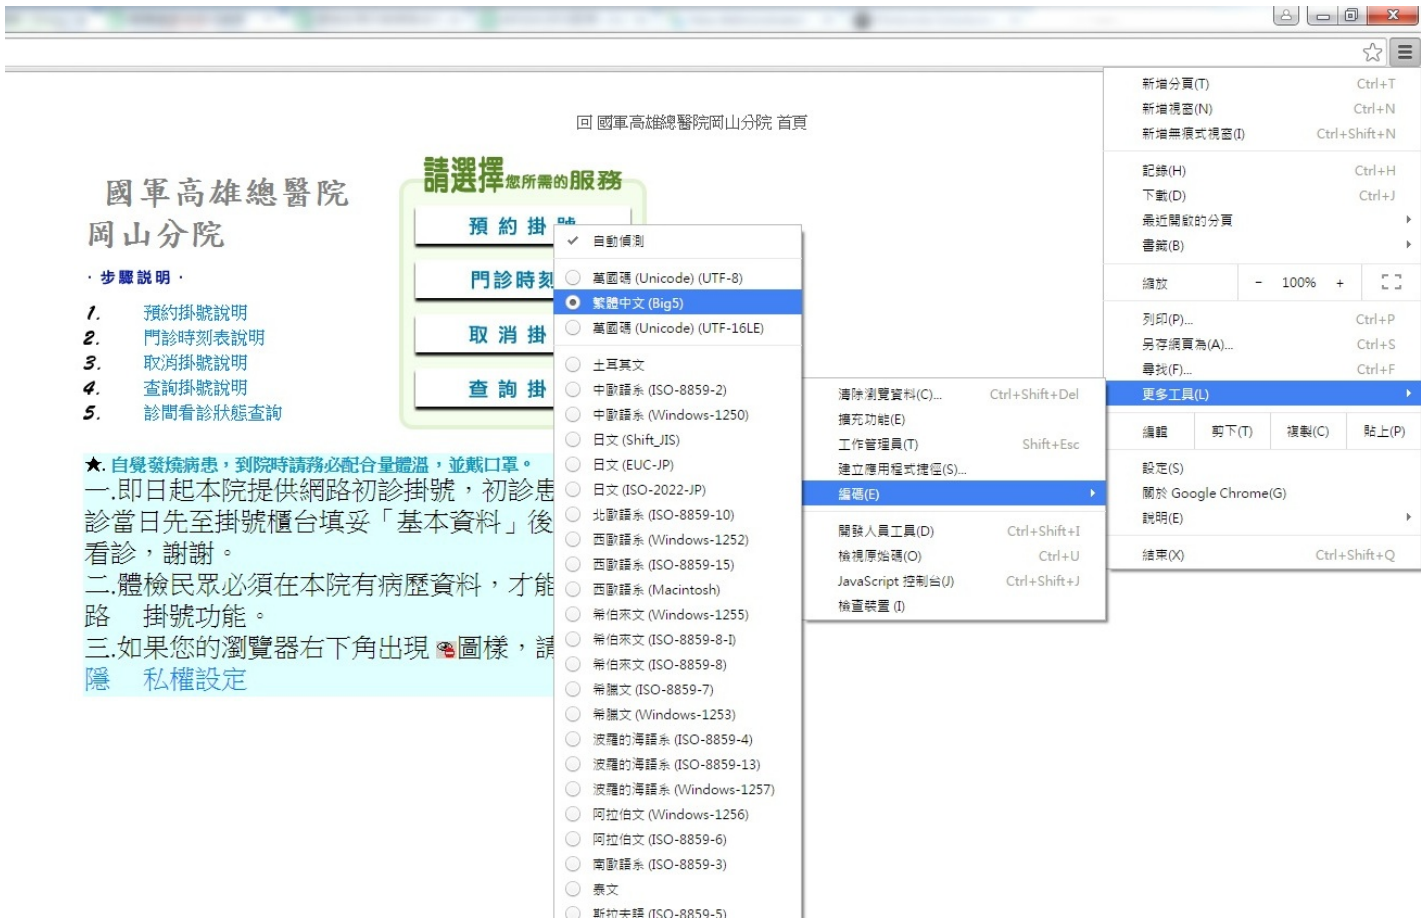 回 國軍高雄總醫院岡山分院 首頁
國軍高雄總醫院
岡山分院
·步驟說明·
1. 預約掛號說明
2. 門診時刻表說明
3. 取消掛號說明
4. 查詢掛號說明
5. 診間看診狀態查詢
請選擇您所需的服務
預 約 掛 號
門診時刻
取 消 掛
查 詢 掛
★. 自覺發燒病患，到院時請務必配合量體溫，並戴口罩。
一.即日起本院提供網路初診掛號，初診患
診當日先至掛號櫃台填妥「基本資料」後
看診，謝謝。
二.體檢民眾必須在本院有病歷資料，才能
路 掛號功能。
三.如果您的瀏覽器右下角出現 圖樣，請
隱 私權設定
自動偵測
萬國碼 (Unicode) (UTF-8)
繁體中文 (Big5)
萬國碼 (Unicode) (UTF-16LE)
土耳其文
中歐語系 (ISO-8859-2)
中歐語系 (Windows-1250)
日文 (Shift_JIS)
日文 (EUC-JP)
日文 (ISO-2022-JP)
北歐語系 (ISO-8859-10)
西歐語系 (Windows-1252)
西歐語系 (ISO-8859-15)
西歐語系 (Macintosh)
希伯來文 (Windows-1255)
希伯來文 (ISO-8859-8-I)
希伯來文 (ISO-8859-8)
希臘文 (ISO-8859-7)
希臘文 (Windows-1253)
波羅的海語系 (ISO-8859-4)
波羅的海語系 (ISO-8859-13)
波羅的海語系 (Windows-1257)
阿拉伯文 (Windows-1256)
阿拉伯文 (ISO-8859-6)
南歐語系 (ISO-8859-3)
泰文
斯拉夫語 (ISO-8859-5)
清除瀏覽資料(C)... Ctrl+Shift+Del
擴充功能(E)
工作管理員(T) Shift+Esc
建立應用程式捷徑(S)...
編碼(E)
開發人員工具(D) Ctrl+Shift+I
檢視原始碼(O) Ctrl+U
JavaScript 控制台(J) Ctrl+Shift+J
檢查裝置 (I)
新增分頁(T) Ctrl+T
新增視窗(N) Ctrl+N
新增無痕式視窗(I) Ctrl+Shift+N
記錄(H) Ctrl+H
下載(D) Ctrl+J
最近開啟的分頁
書籤(B)
縮放 - 100% +
列印(P)... Ctrl+P
另存網頁為(A)... Ctrl+S
尋找(F)... Ctrl+F
更多工具(L)
編輯 剪下(T) 複製(C) 貼上(P)
設定(S)
關於 Google Chrome(G)
說明(E)
結束(X) Ctrl+Shift+Q